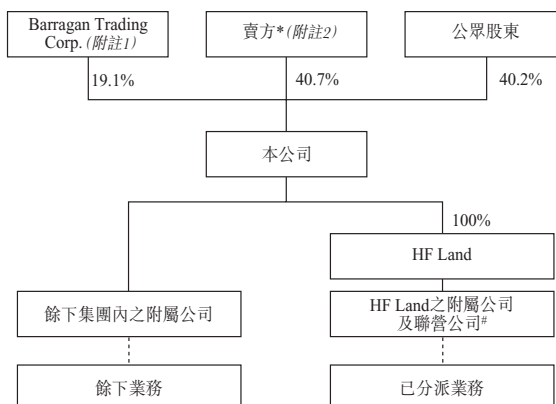 Barragan Trading
Corp. (附註1)
賣方* (附註2)
公眾股東
19.1%
40.7%
40.2%
本公司
100%
HF Land
餘下集團內之附屬公司
HF Land之附屬公司
及聯營公司#
餘下業務
已分派業務